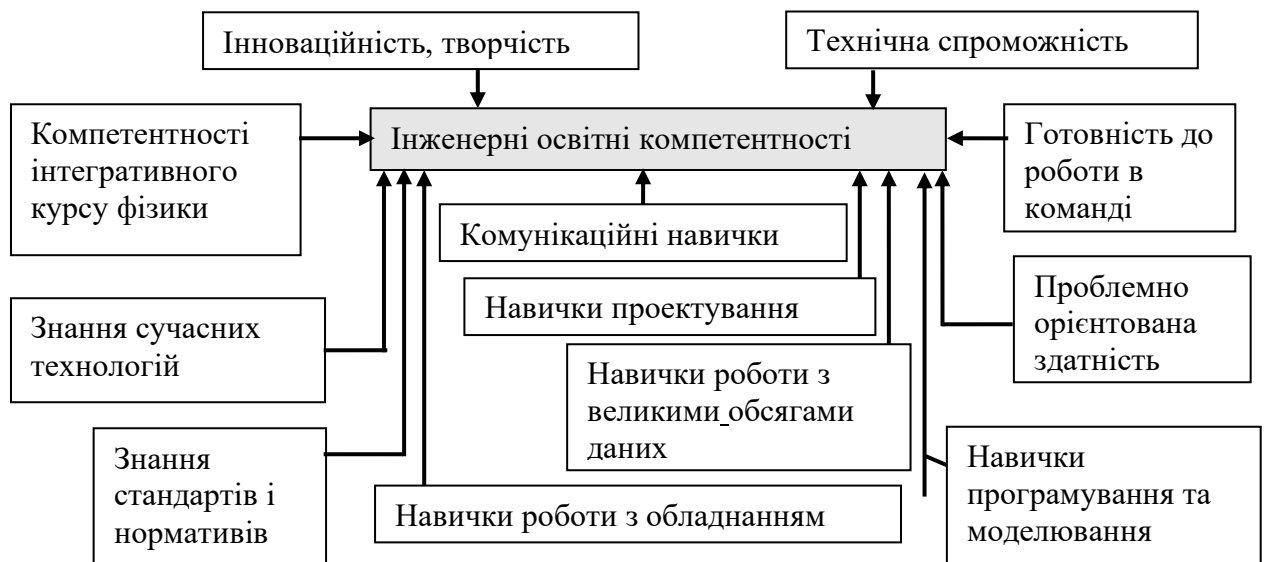 Інноваційність, творчість
Технічна спроможність
Компетентності
інтегративного
курсу фізики
Інженерні освітні компетентності
Готовність до
роботи в
команді
Комунікаційні навички
Навички проектування
Проблемно
орієнтована
здатність
Знання сучасних
технологій
Навички роботи з
великими обсягами
даних
Знання
стандартів і
нормативів
Навички роботи з обладнанням
Навички
програмування та
моделювання